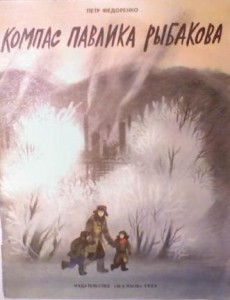 ПЕТР ФЕДОРЕНКО
КОМПАС ПАВЛИКА РЫБАКОВА
ИЗДАТЕЛЬСТВО «МАЛЫШ»